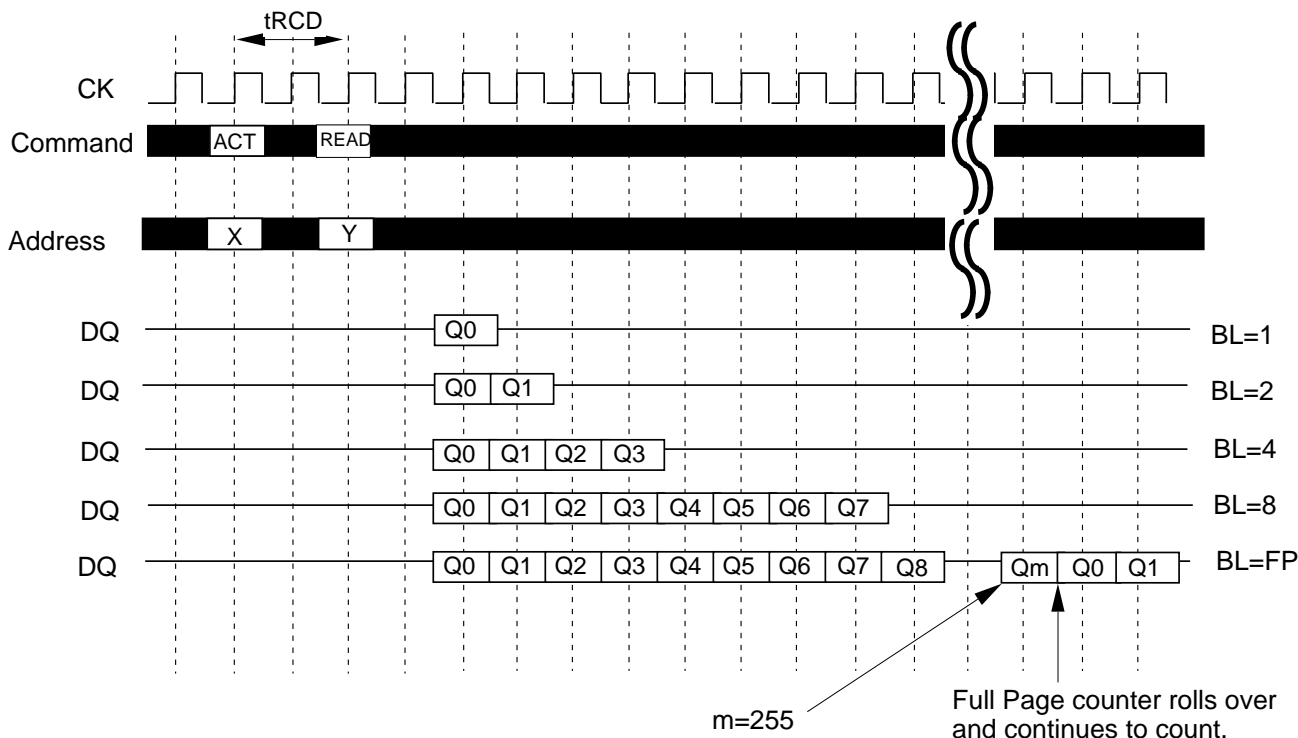 tRCD
CK
Command ACT READ
Address X Y
DQ Q0 BL=1
DQ Q0 Q1 BL=2
DQ Q0 Q1 Q2 Q3 BL=4
DQ Q0 Q1 Q2 Q3 Q4 Q5 Q6 Q7 BL=8
DQ Q0 Q1 Q2 Q3 Q4 Q5 Q6 Q7 Q8 Qm Q0 Q1 BL=FP
m=255
Full Page counter rolls over
and continues to count.